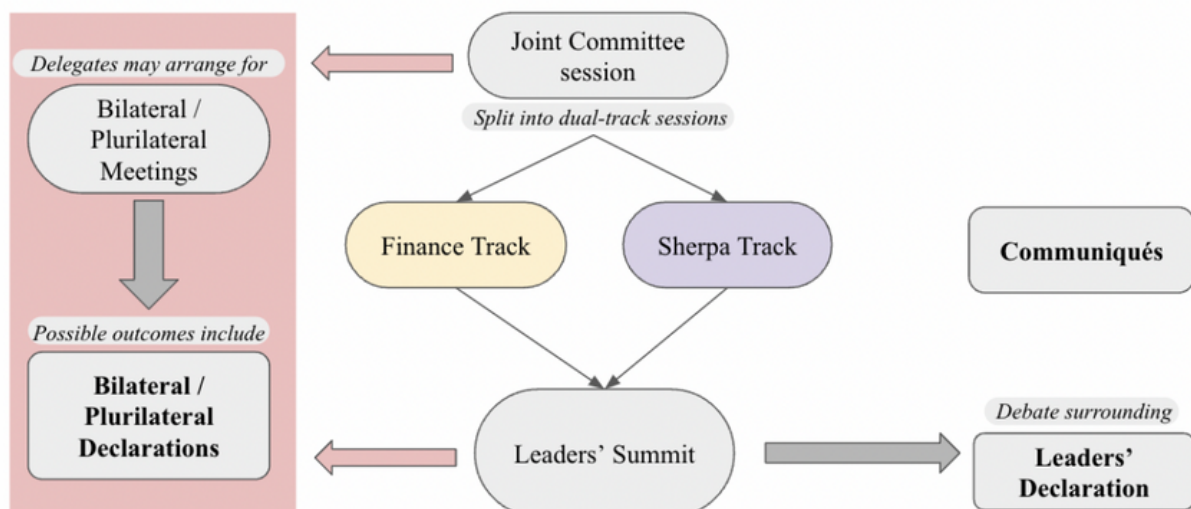 Delegates may arrange for
Bilateral /
Plurilateral
Meetings
Possible outcomes include
Bilateral /
Plurilateral
Declarations
Joint Committee
session
Split into dual-track sessions
Finance Track
Sherpa Track
Leaders’ Summit
Communiqués
Debate surrounding
Leaders’
Declaration